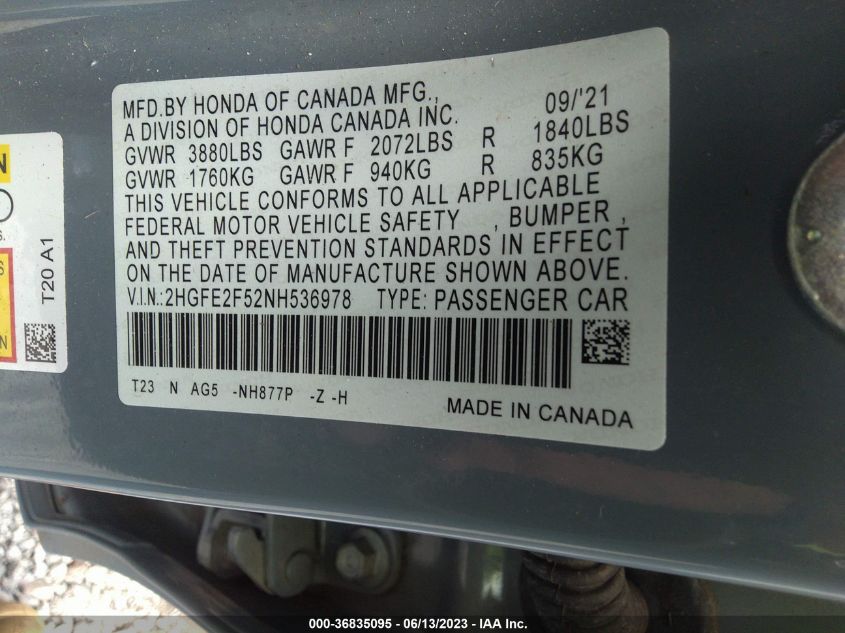 MFD.BY HONDA OF CANADA MFG., 09/'21
A DIVISION OF HONDA CANADA INC.
GVWR 3880LBS GAWR F 2072LBS R 1840LBS
GVWR 1760KG GAWR F 940KG R 835KG
THIS VEHICLE CONFORMS TO ALL APPLICABLE
FEDERAL MOTOR VEHICLE SAFETY , BUMPER ,
AND THEFT PREVENTION STANDARDS IN EFFECT
ON THE DATE OF MANUFACTURE SHOWN ABOVE.
V.I.N.:2HGFE2F52NH536978 TYPE: PASSENGER CAR
T23 N AG5 -NH877P -Z -H
MADE IN CANADA
T20 A1
000-36835095 - 06/13/2023 - IAA Inc.